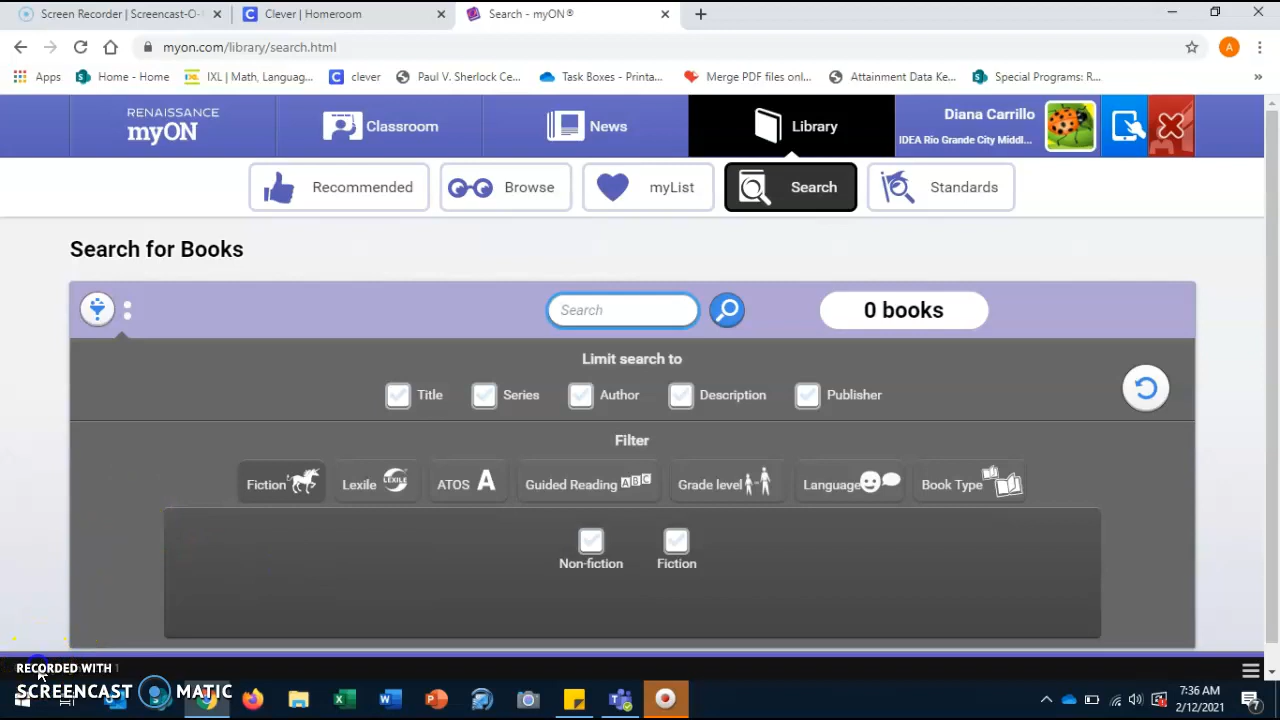 Screen Recorder | Screencast-O-
Clever | Homeroom
Search - myON®
myon.com/library/search.html
A
Apps
Home - Home
IXL | Math, Languag...
clever
Paul V. Sherlock Ce...
Task Boxes - Printa...
Merge PDF files onl...
Attainment Data Ke...
Special Programs: R...
»
RENAISSANCE
myON
Classroom
News
Library
Diana Carrillo
IDEA Rio Grande City Middl...
Recommended
Browse
myList
Search
Standards
Search for Books
Search
0 books
Limit search to
Title
Series
Author
Description
Publisher
Filter
Fiction
Lexile
LEXILE
ATOS A
Guided Reading ABC
Grade level
Language
Book Type
Non-fiction
Fiction
RECORDED WITH
SCREENCAST MATIC
7:36 AM
2/12/2021
7